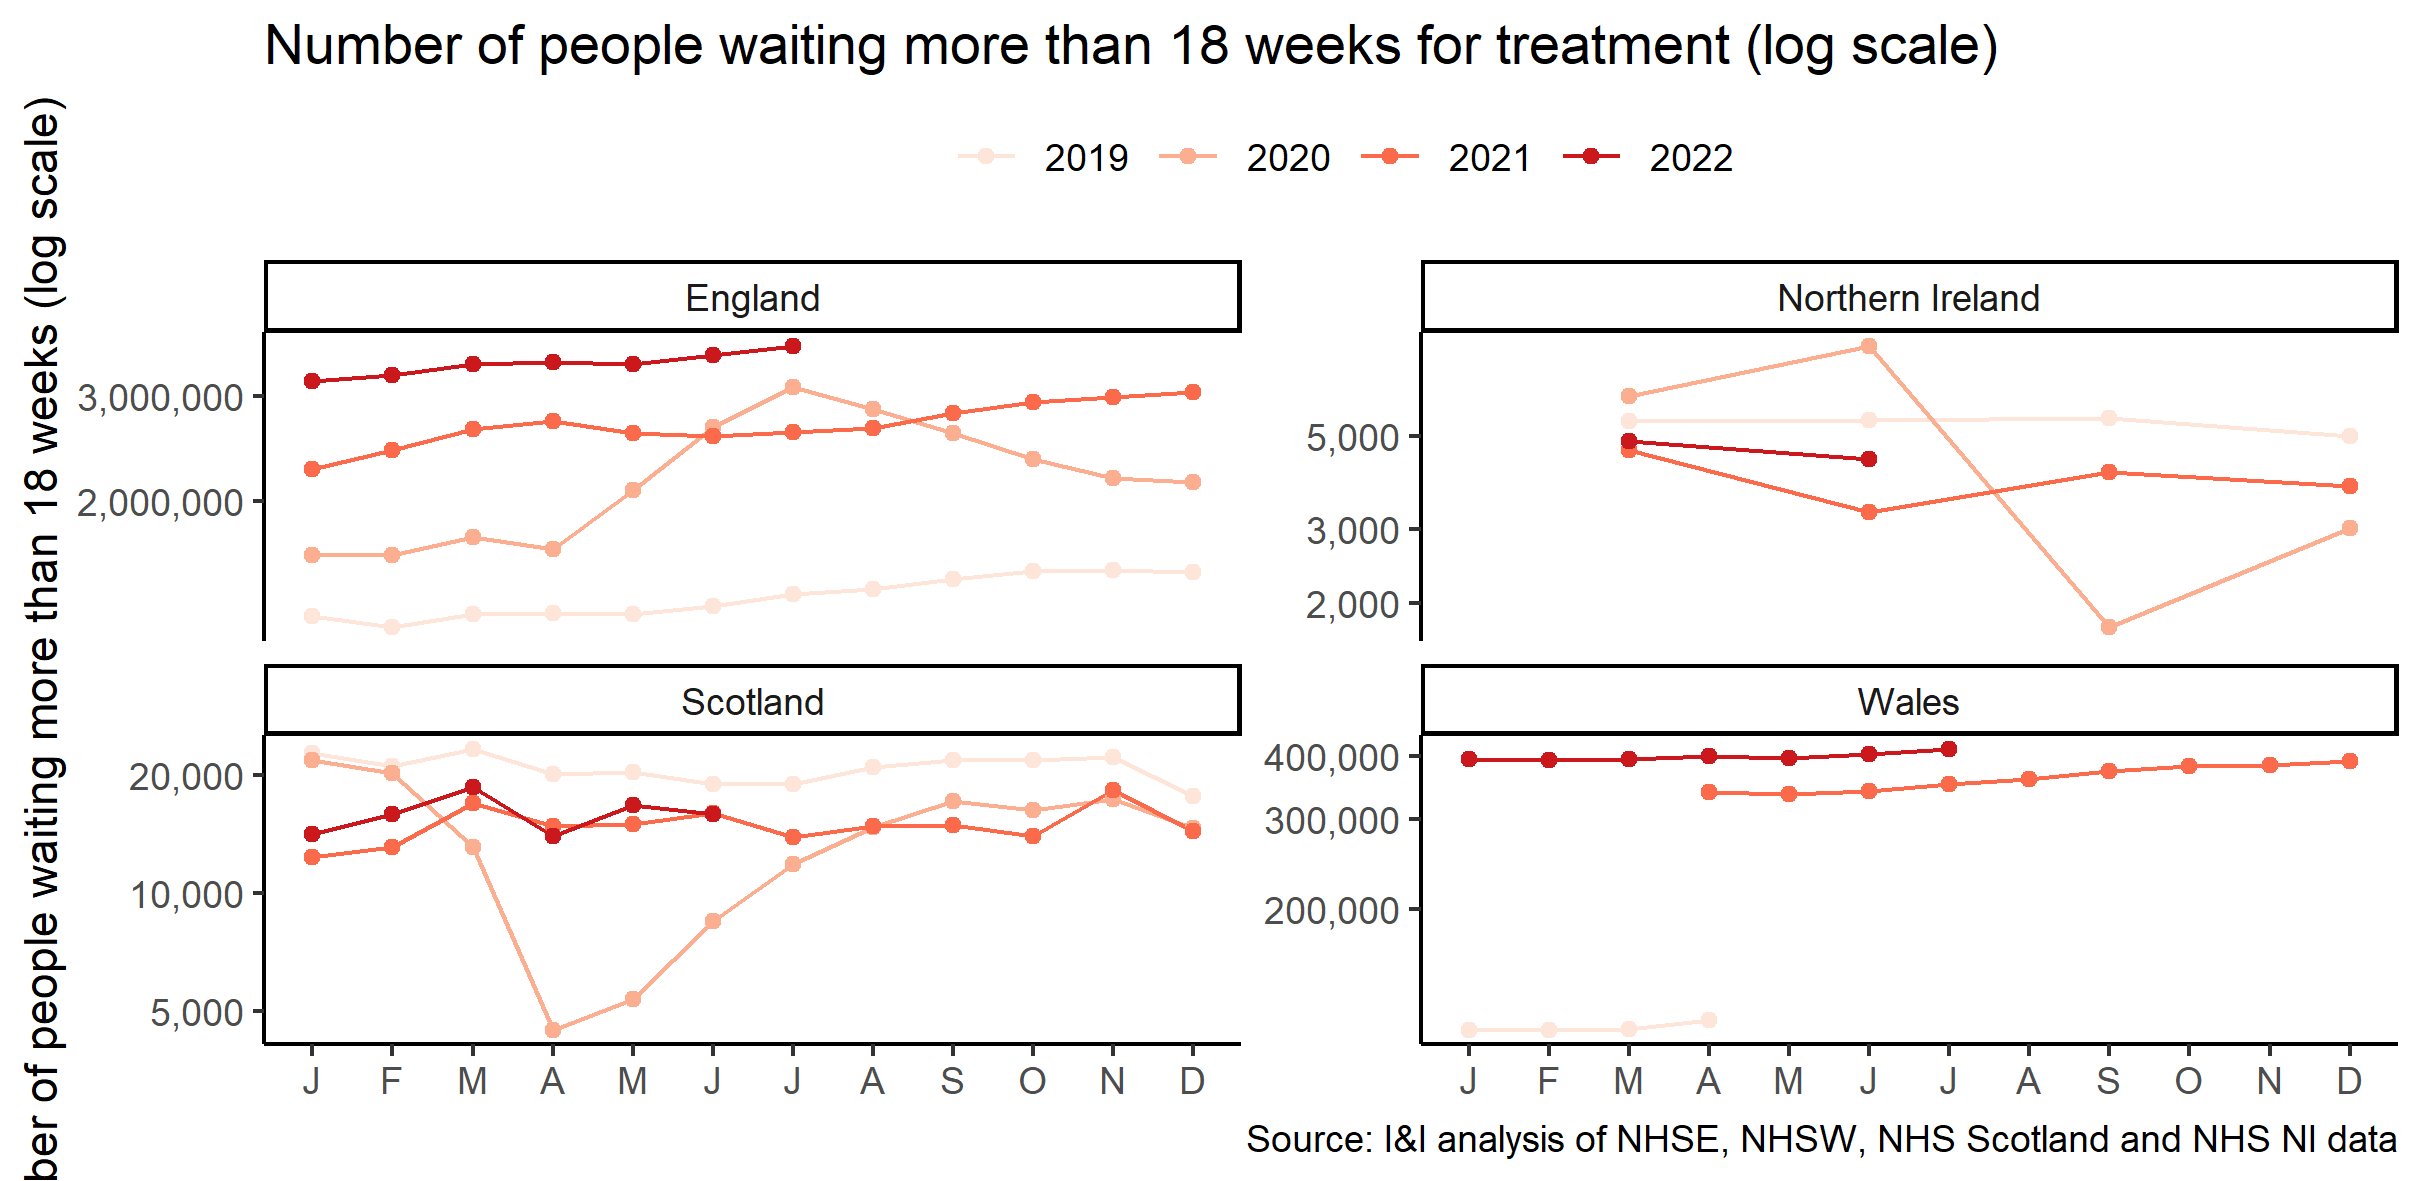 Number of people waiting more than 18 weeks for treatment (log scale)
ber of people waiting more than 18 weeks (log scale)
2019 2020 2021 2022
England
3,000,000
2,000,000
Northern Ireland
5,000
3,000
2,000
Scotland
20,000
10,000
5,000
J F M A M J J A S O N D
Wales
400,000
300,000
200,000
J F M A M J J A S O N D
Source: I&I analysis of NHSE, NHSW, NHS Scotland and NHS NI data